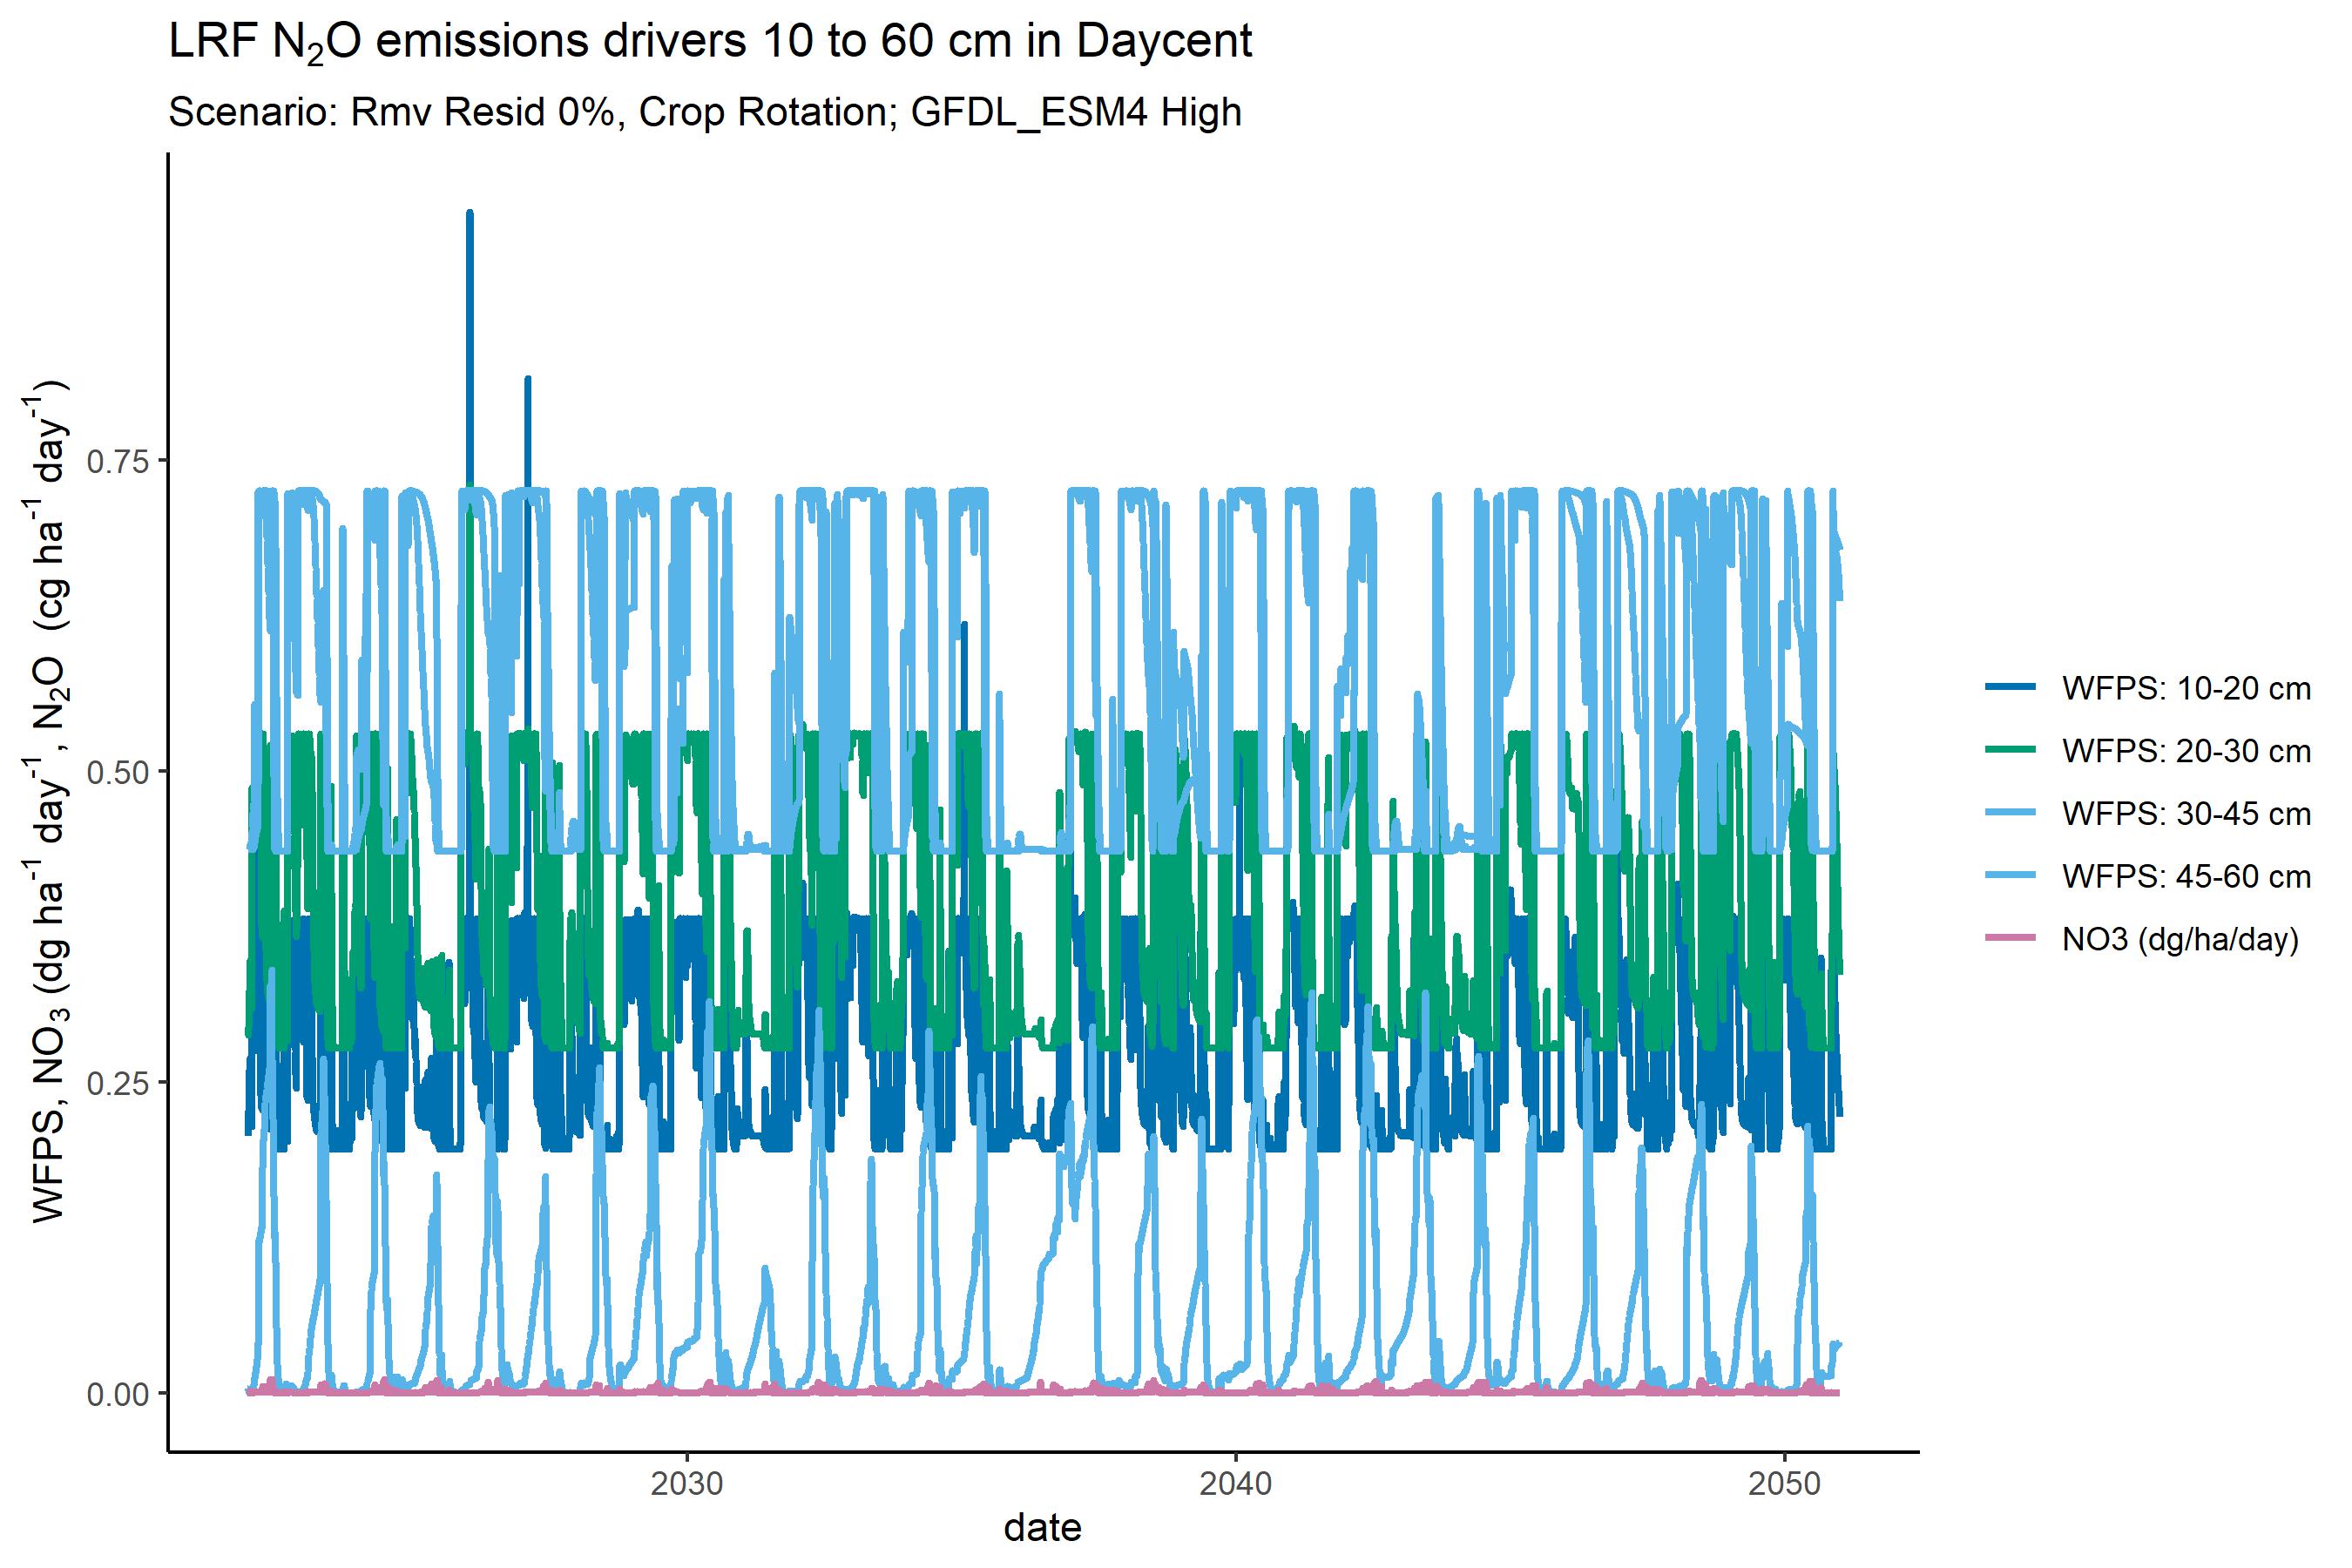 LRF N₂O emissions drivers 10 to 60 cm in Daycent
Scenario: Rmv Resid 0%, Crop Rotation; GFDL_ESM4 High
WFPS, NO₃ (dg ha⁻¹ day⁻¹, N₂O (cg ha⁻¹ day⁻¹)
0.75
0.50
0.25
0.00
2030 2040 2050
date
WFPS: 10-20 cm
WFPS: 20-30 cm
WFPS: 30-45 cm
WFPS: 45-60 cm
NO3 (dg/ha/day)